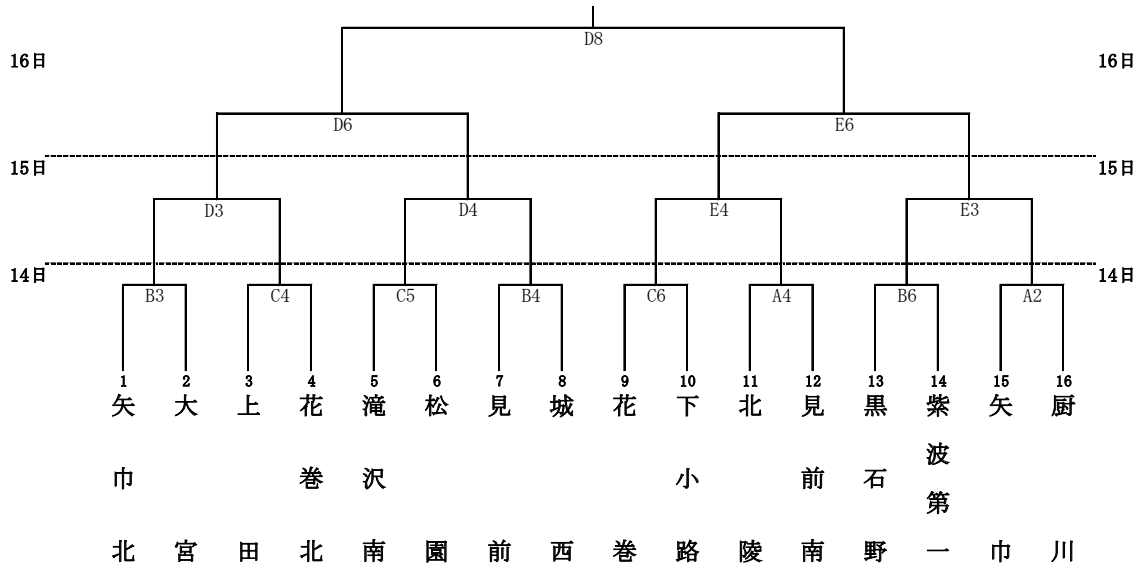 D8
16日 16日
D6 E6
15日 15日
D3 D4 E4 E3
14日 14日
B3 C4 C5 B4 C6 A4 B6 A2
1 2 3 4 5 6 7 8 9 10 11 12 13 14 15 16
矢巾北
大宮
上田
花巻北
滝沢南
松園
見前
城西
花巻
下小路
北陵
見前南
黒石野
紫波第一
矢巾
厨川